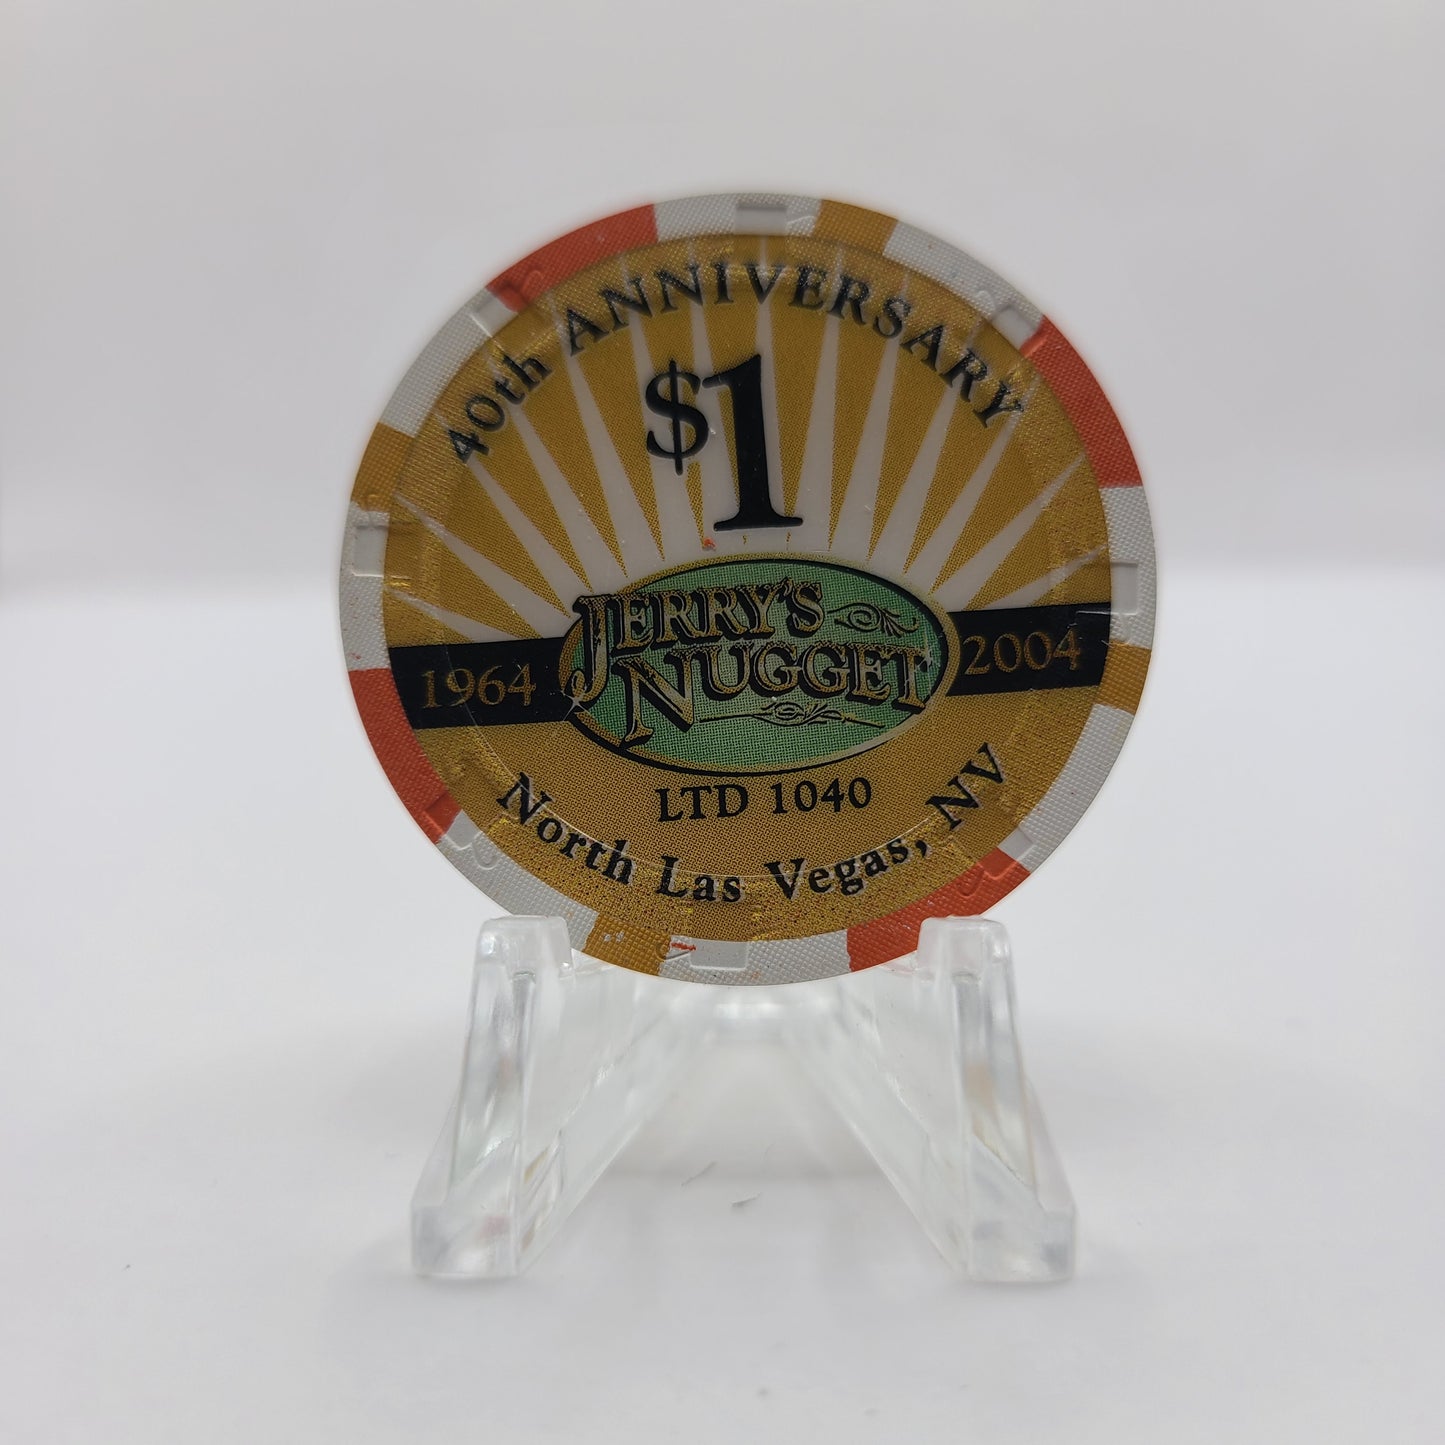 40th ANNIVERSARY
$1
JERRY'S
NUGGET
1964
2004
LTD 1040
North Las Vegas, NV